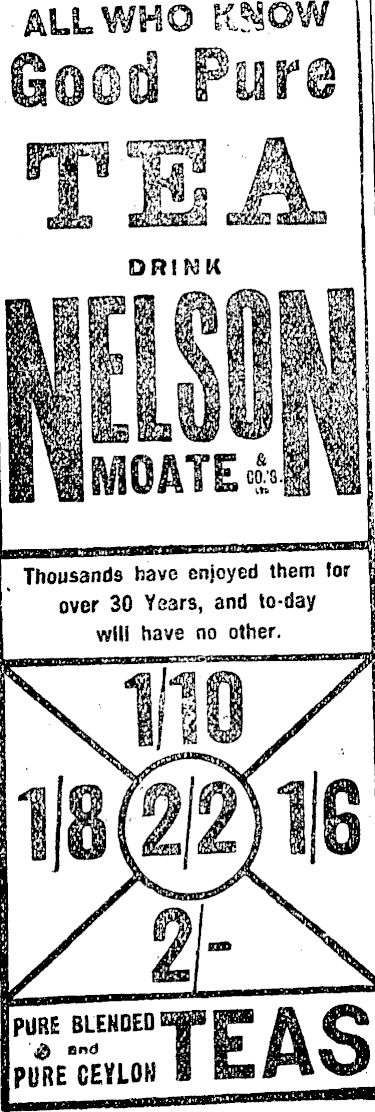 ALL WHO KNOW
Good Pure
TEA
DRINK
NELSON
MOATE & CO.'S. Ltd
Thousands have enjoyed them for
over 30 Years, and to-day
will have no other.
1/10
1/8 2/2 1/6
2/-
PURE BLENDED
and
PURE CEYLON
TEAS